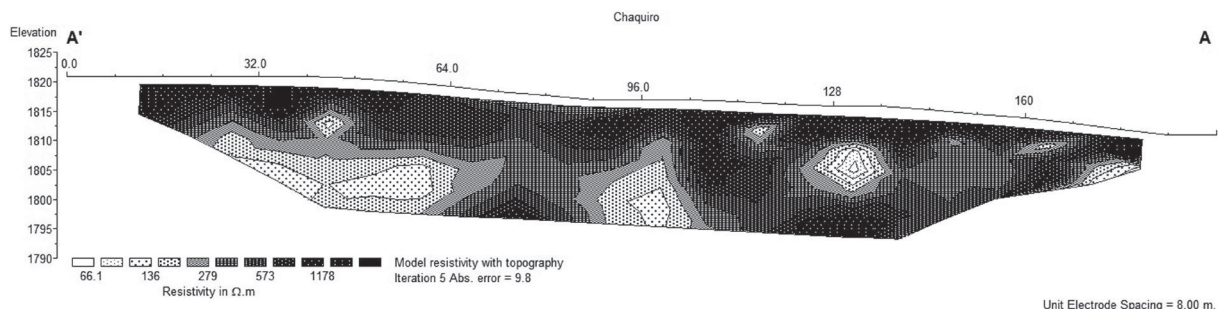 Chaquiro
Elevation A' A
1825
0.0 32.0
1820
64.0
1815
96.0
128
1810
160
1805
1800
1795
1790
Model resistivity with topography
66.1 136 279 573 1178 Iteration 5 Abs. error = 9.8
Resistivity in Ω.m
Unit Electrode Spacing = 8.00 m.